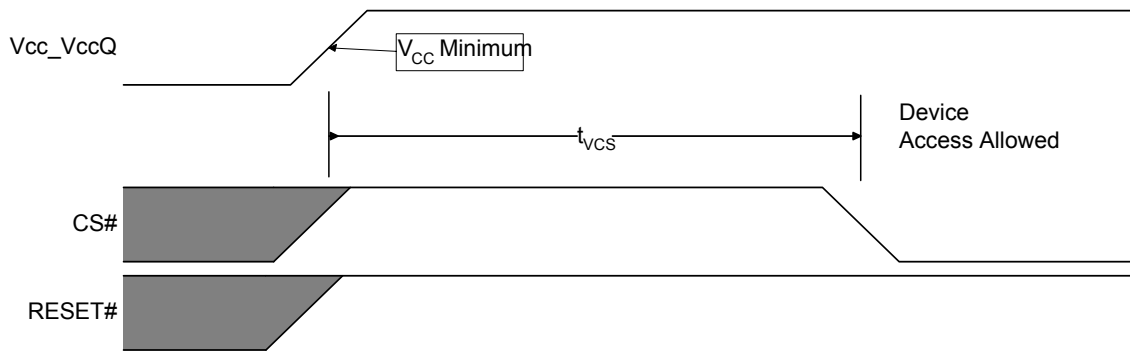 Vcc_VccQ
VCC Minimum
tVCS
Device
Access Allowed
CS#
RESET#